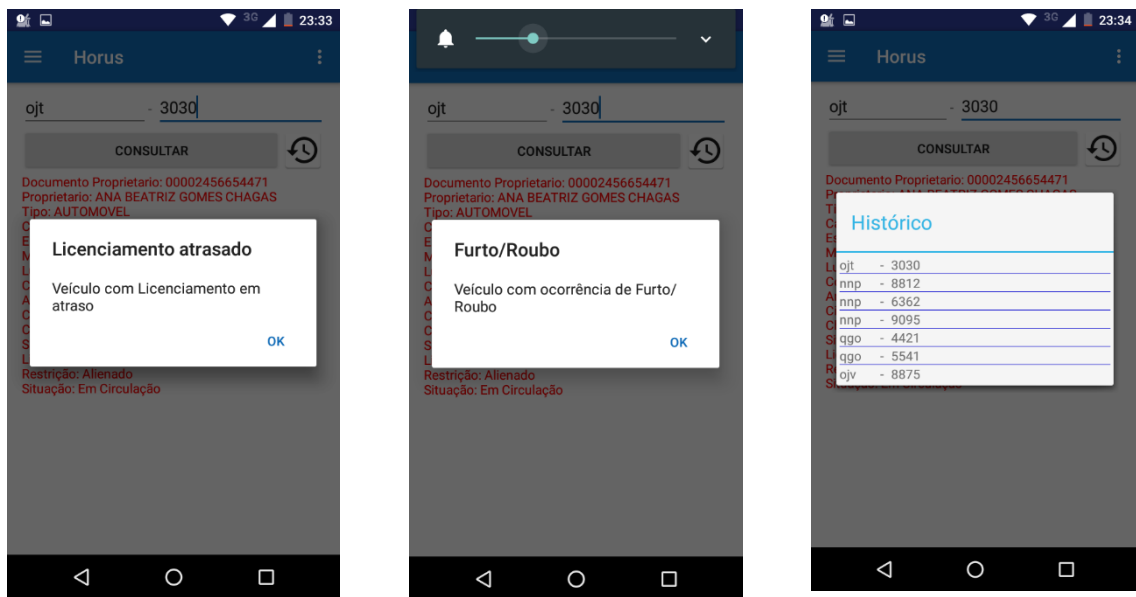 3G 23:33
Horus
ojt - 3030
CONSULTAR
Documento Proprietario: 00002456654471
Proprietario: ANA BEATRIZ GOMES CHAGAS
Tipo: AUTOMOVEL
Licenciamento atrasado
Veículo com Licenciamento em
atraso
OK
Restrição: Alienado
Situação: Em Circulação
ojt - 3030
CONSULTAR
Documento Proprietario: 00002456654471
Proprietario: ANA BEATRIZ GOMES CHAGAS
Tipo: AUTOMOVEL
Furto/Roubo
Veículo com ocorrência de Furto/
Roubo
OK
Restrição: Alienado
Situação: Em Circulação
3G 23:34
Horus
ojt - 3030
CONSULTAR
Documento Proprietario: 00002456654471
Histórico
ojt - 3030
nnp - 8812
nnp - 6362
nnp - 9095
qgo - 4421
qgo - 5541
ojv - 8875